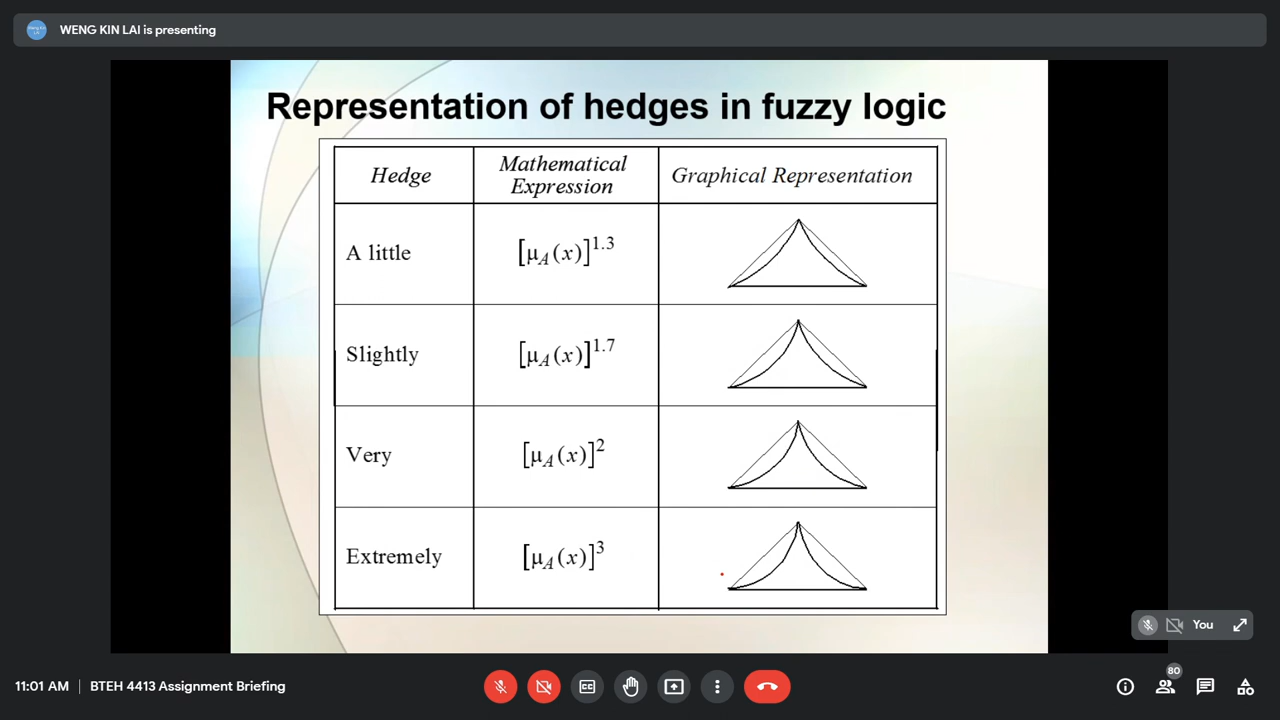 WENG KIN LAI is presenting
Representation of hedges in fuzzy logic
Hedge
Mathematical
Expression
Graphical Representation
A little
[μ_A(x)]^1.3
Slightly
[μ_A(x)]^1.7
Very
[μ_A(x)]^2
Extremely
[μ_A(x)]^3
You
11:01 AM
BTEH 4413 Assignment Briefing
80